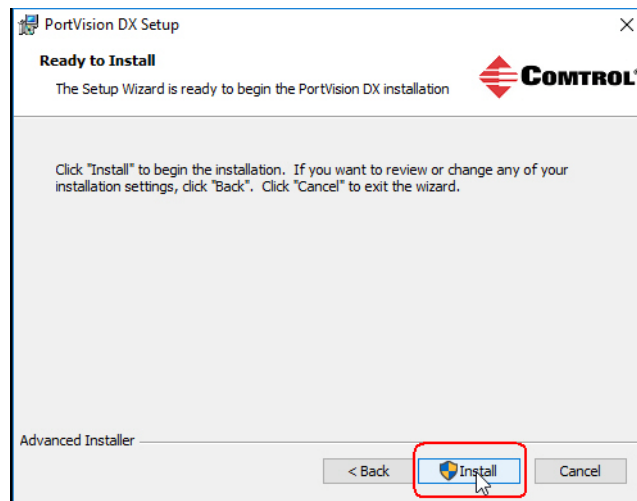 PortVision DX Setup
Ready to Install
The Setup Wizard is ready to begin the PortVision DX installation
COMTROL
Click "Install" to begin the installation. If you want to review or change any of your
installation settings, click "Back". Click "Cancel" to exit the wizard.
Advanced Installer
< Back Install Cancel